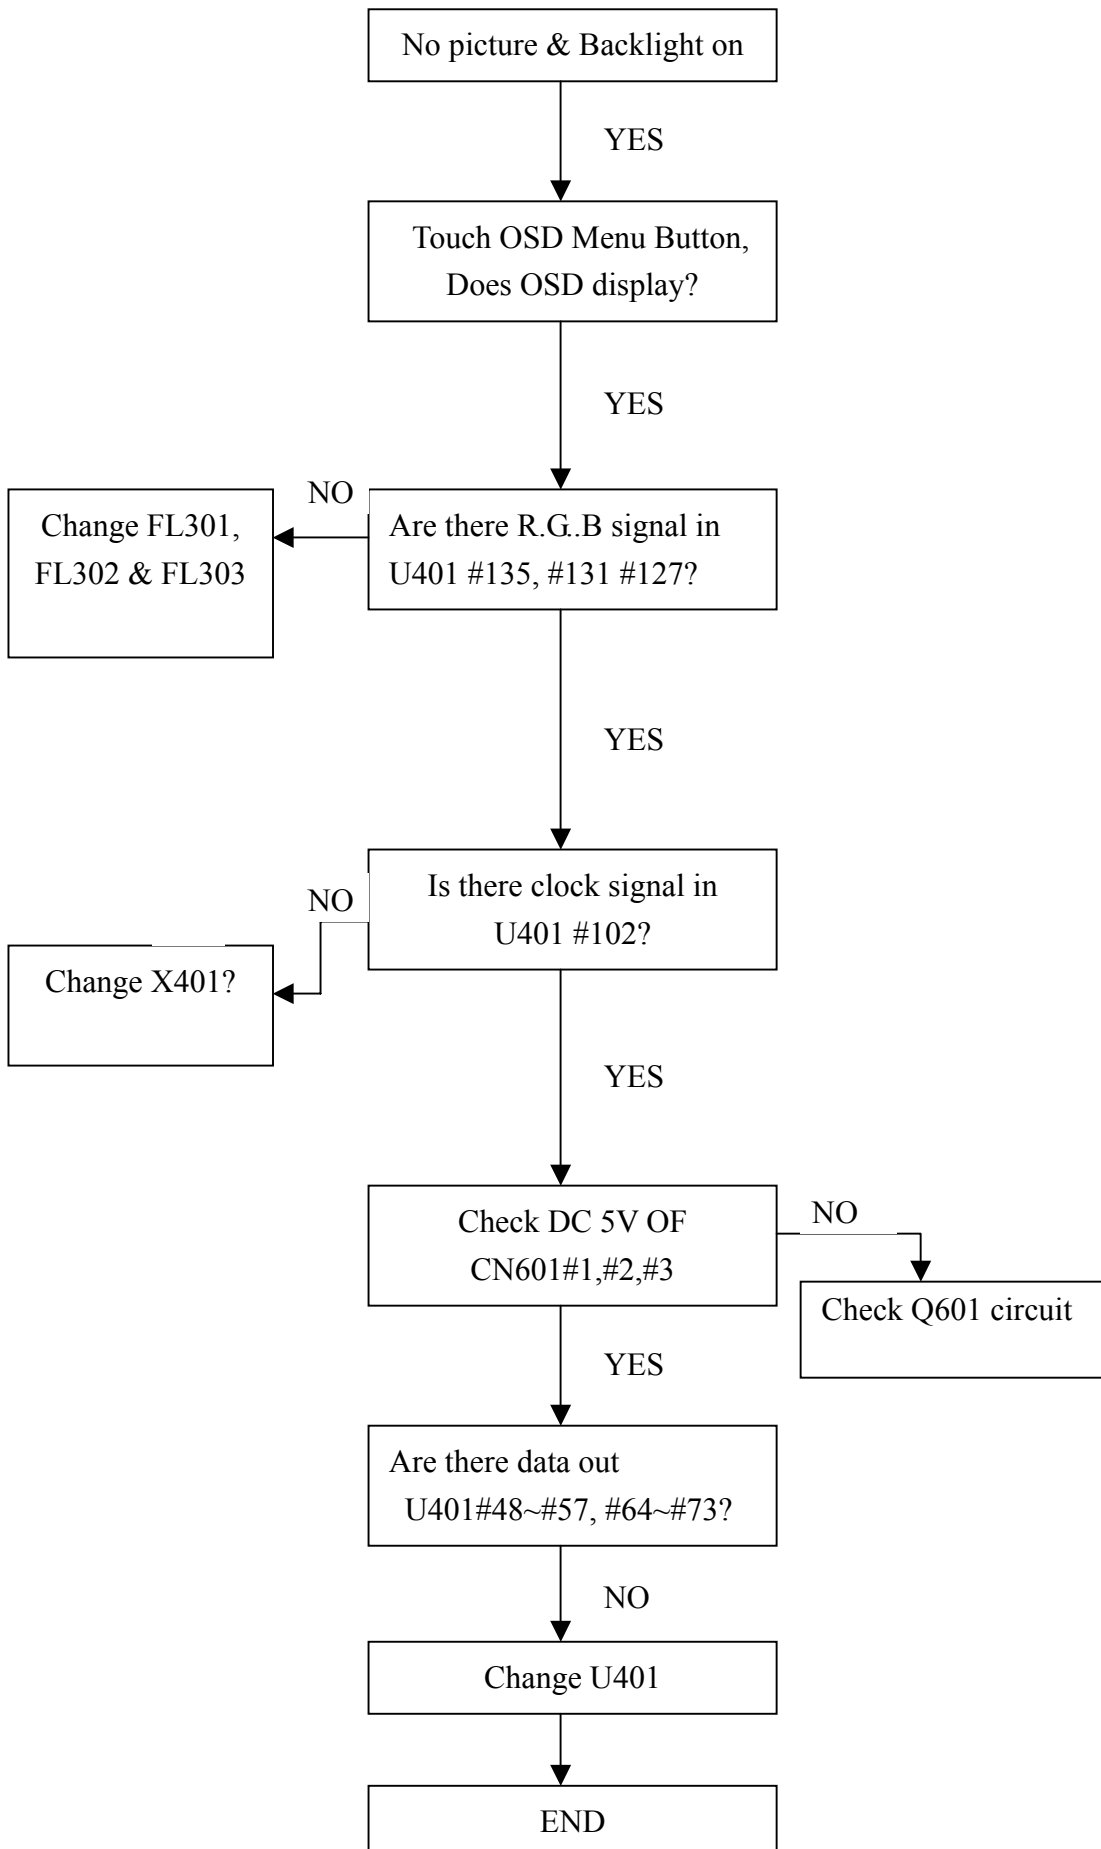 No picture & Backlight on
YES
Touch OSD Menu Button,
Does OSD display?
YES
NO
Change FL301,
FL302 & FL303
Are there R.G..B signal in
U401 #135, #131 #127?
YES
Is there clock signal in
U401 #102?
NO
Change X401?
YES
Check DC 5V OF
CN601#1,#2,#3
NO
Check Q601 circuit
YES
Are there data out
U401#48~#57, #64~#73?
NO
Change U401
END